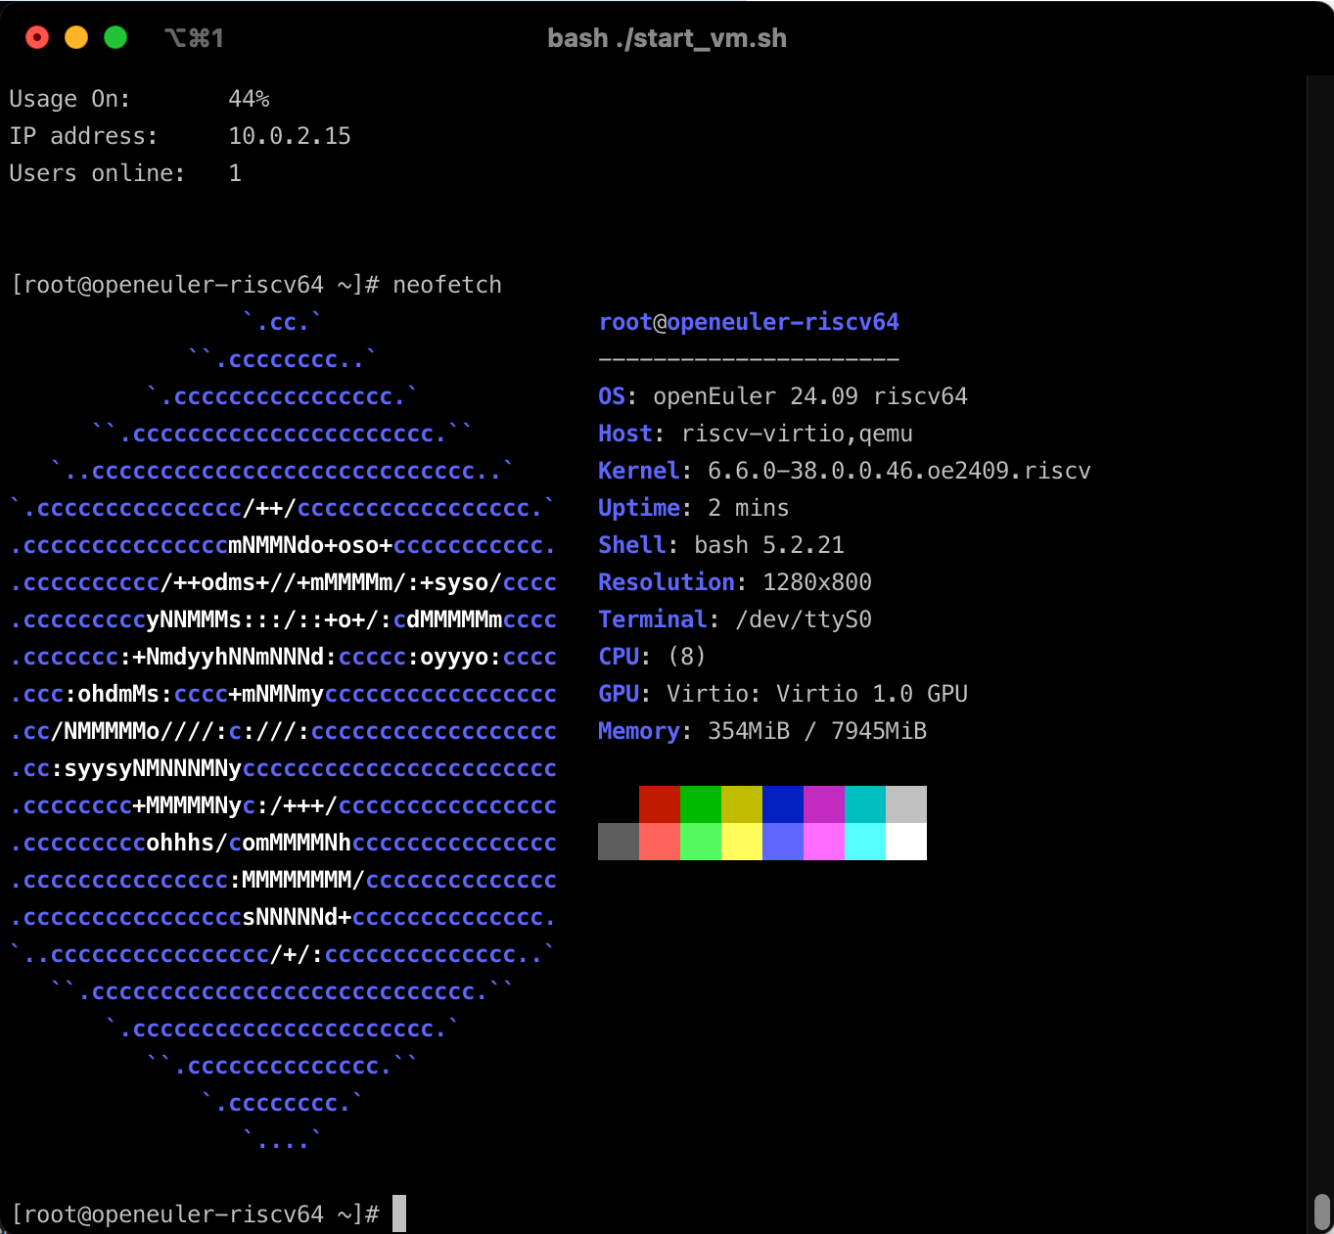 ⌥⌘1 bash ./start_vm.sh
Usage On:       44%
IP address:     10.0.2.15
Users online:   1
[root@openeuler-riscv64 ~]# neofetch
                 `.cc.`                    root@openeuler-riscv64
             ``.cccccccc..`                ----------------------
          `.cccccccccccccccc.`             OS: openEuler 24.09 riscv64
      ``.cccccccccccccccccccccc.``         Host: riscv-virtio,qemu
   `..cccccccccccccccccccccccccccc..`      Kernel: 6.6.0-38.0.0.46.oe2409.riscv
`.ccccccccccccccc/++/ccccccccccccccccc.`   Uptime: 2 mins
.cccccccccccccccmNMMNdo+oso+ccccccccccc.   Shell: bash 5.2.21
.cccccccccc/++odms+//+mMMMMm/:+syso/cccc   Resolution: 1280x800
.cccccccccyNNMMMs:::/::+o+/:cdMMMMMmcccc   Terminal: /dev/ttyS0
.ccccccc:+NmdyyhNNmNNNd:ccccc:oyyyo:cccc   CPU: (8)
.ccc:ohdmMs:cccc+mNMNmyccccccccccccccccc   GPU: Virtio: Virtio 1.0 GPU
.cc/NMMMMMo////:c:///:cccccccccccccccccc   Memory: 354MiB / 7945MiB
.cc:syysyNMNNNMNyccccccccccccccccccccccc
.cccccccc+MMMMMNyc:/+++/cccccccccccccccc
.cccccccccohhhs/comMMMMNhccccccccccccccc
.ccccccccccccccc:MMMMMMMM/cccccccccccccc
.ccccccccccccccccsNNNNNd+cccccccccccccc.
`..cccccccccccccccc/+/:cccccccccccccc..`
   ``.cccccccccccccccccccccccccccc.``
       `.cccccccccccccccccccccc.`
          ``.cccccccccccccc.``
              `.cccccccc.`
                 `....`
[root@openeuler-riscv64 ~]#